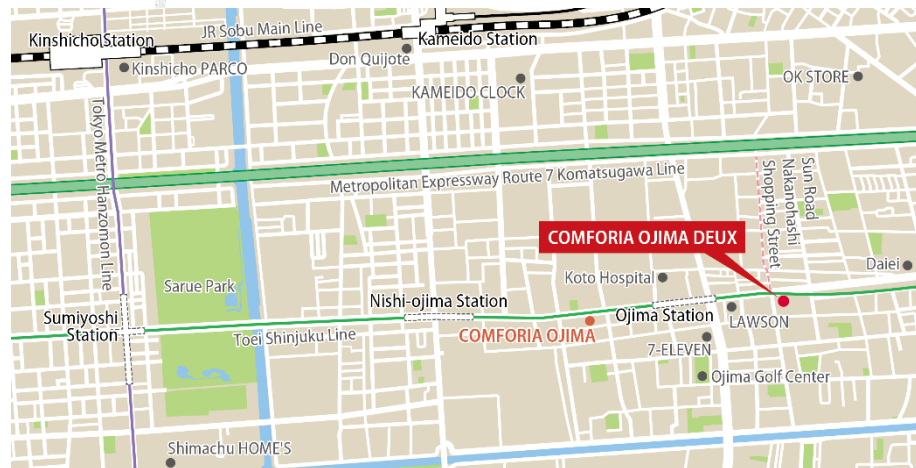 JR Sobu Main Line
Kinshicho Station
Kameido Station
Don Quijote
Kinshicho PARCO
KAMEIDO CLOCK
OK STORE
Tokyo Metro Hanzomon Line
Metropolitan Expressway Route 7 Komatsugawa Line
Sun Road
Nakanohashi
Shopping Street
COMFORIA OJIMA DEUX
Daiei
Koto Hospital
Sarue Park
Nishi-ojima Station
Sumiyoshi
Station
Ojima Station
LAWSON
Toei Shinjuku Line
COMFORIA OJIMA
7-ELEVEN
Ojima Golf Center
Shimachu HOME'S